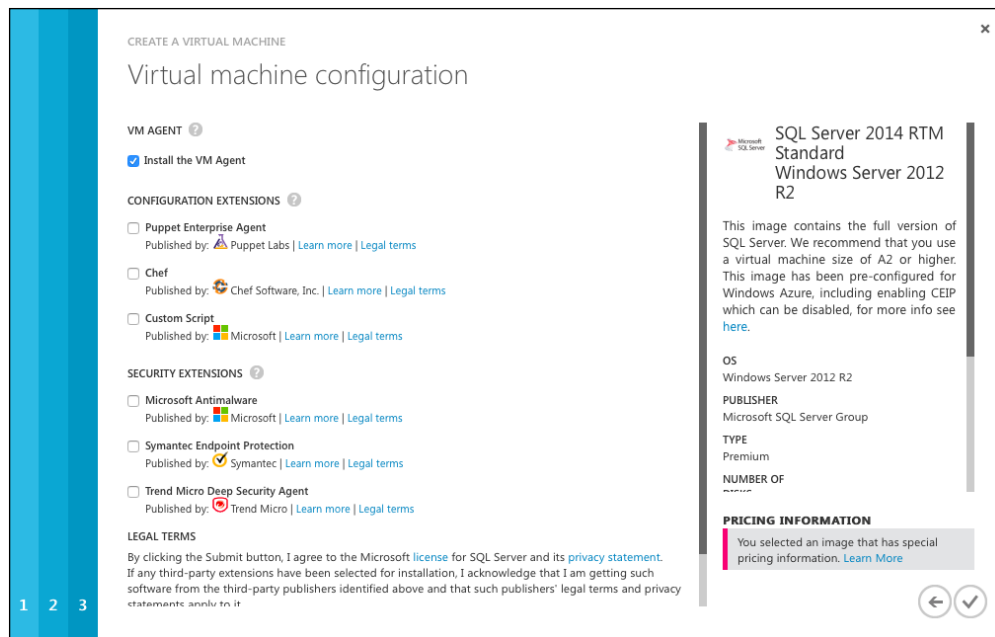 CREATE A VIRTUAL MACHINE
Virtual machine configuration
VM AGENT ?
Install the VM Agent
CONFIGURATION EXTENSIONS ?
Puppet Enterprise Agent
Published by: Puppet Labs | Learn more | Legal terms
Chef
Published by: Chef Software, Inc. | Learn more | Legal terms
Custom Script
Published by: Microsoft | Learn more | Legal terms
SECURITY EXTENSIONS ?
Microsoft Antimalware
Published by: Microsoft | Learn more | Legal terms
Symantec Endpoint Protection
Published by: Symantec | Learn more | Legal terms
Trend Micro Deep Security Agent
Published by: Trend Micro | Learn more | Legal terms
LEGAL TERMS
By clicking the Submit button, I agree to the Microsoft license for SQL Server and its privacy statement.
If any third-party extensions have been selected for installation, I acknowledge that I am getting such
software from the third-party publishers identified above and that such publishers' legal terms and privacy
statements apply to it
1 2 3
Microsoft
SQL Server
SQL Server 2014 RTM
Standard
Windows Server 2012
R2
This image contains the full version of
SQL Server. We recommend that you use
a virtual machine size of A2 or higher.
This image has been pre-configured for
Windows Azure, including enabling CEIP
which can be disabled, for more info see
here.
OS
Windows Server 2012 R2
PUBLISHER
Microsoft SQL Server Group
TYPE
Premium
NUMBER OF
DISKS
PRICING INFORMATION
You selected an image that has special
pricing information. Learn More